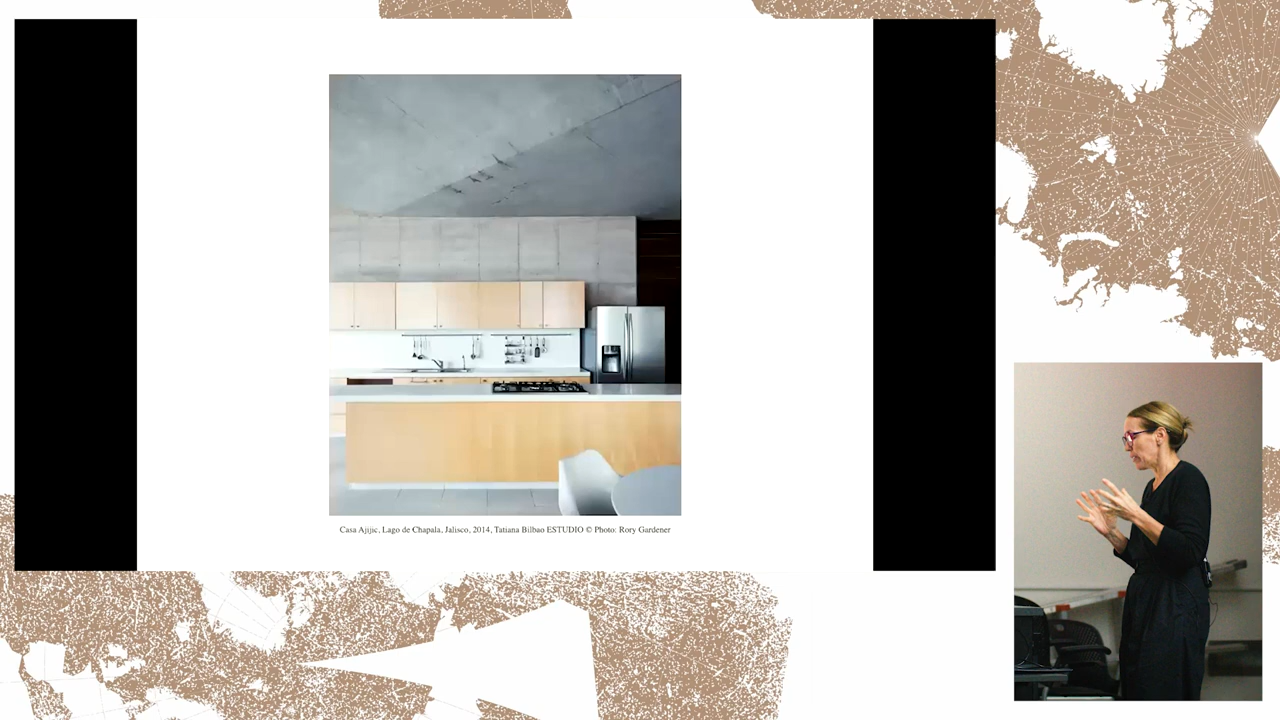 Casa Ajijic, Lago de Chapala, Jalisco, 2014, Tatiana Bilbao ESTUDIO © Photo: Rory Gardener